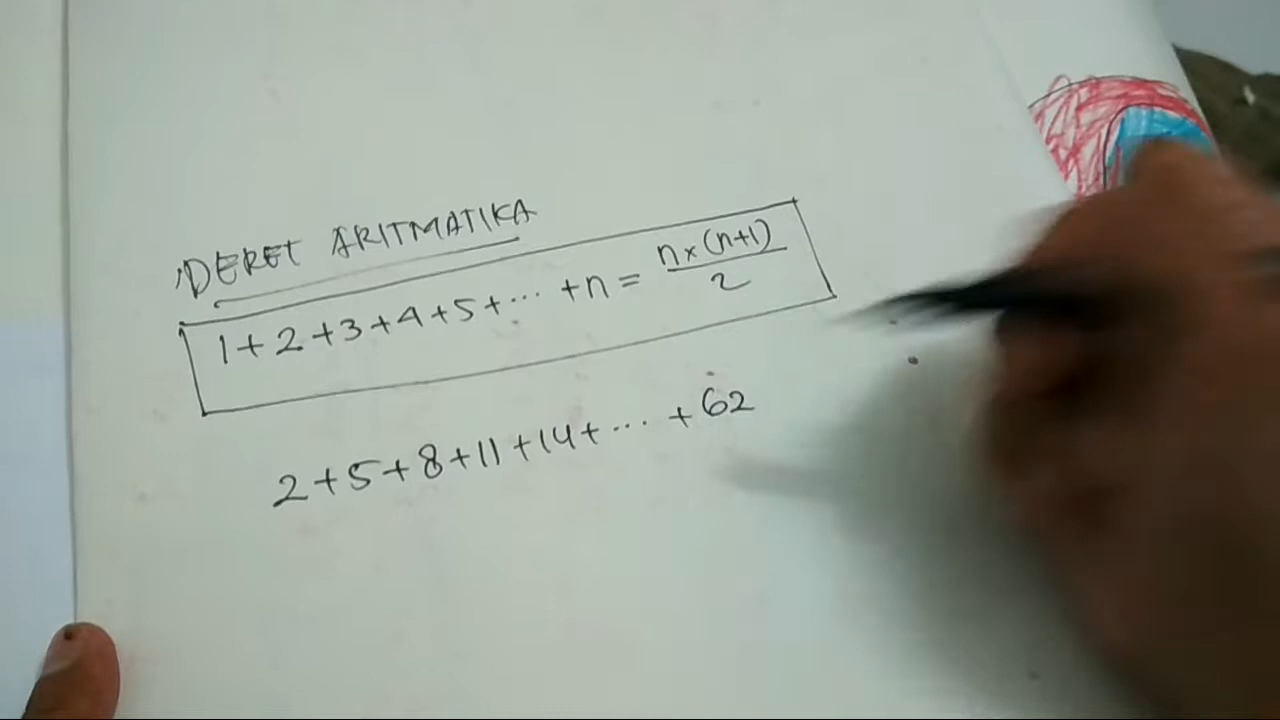 DERET ARITMATIKA
1+2+3+4+5+... +n = n×(n+1)/2
2+5+8+11+14+... +62